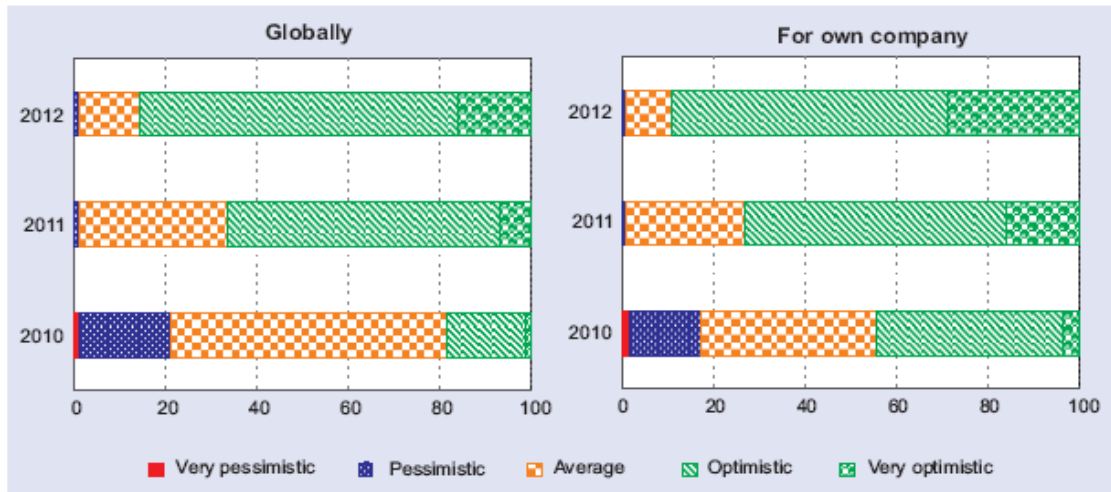 Globally
2012
2011
2010
0 20 40 60 80 100
For own company
2012
2011
2010
0 20 40 60 80 100
Very pessimistic Pessimistic Average Optimistic Very optimistic